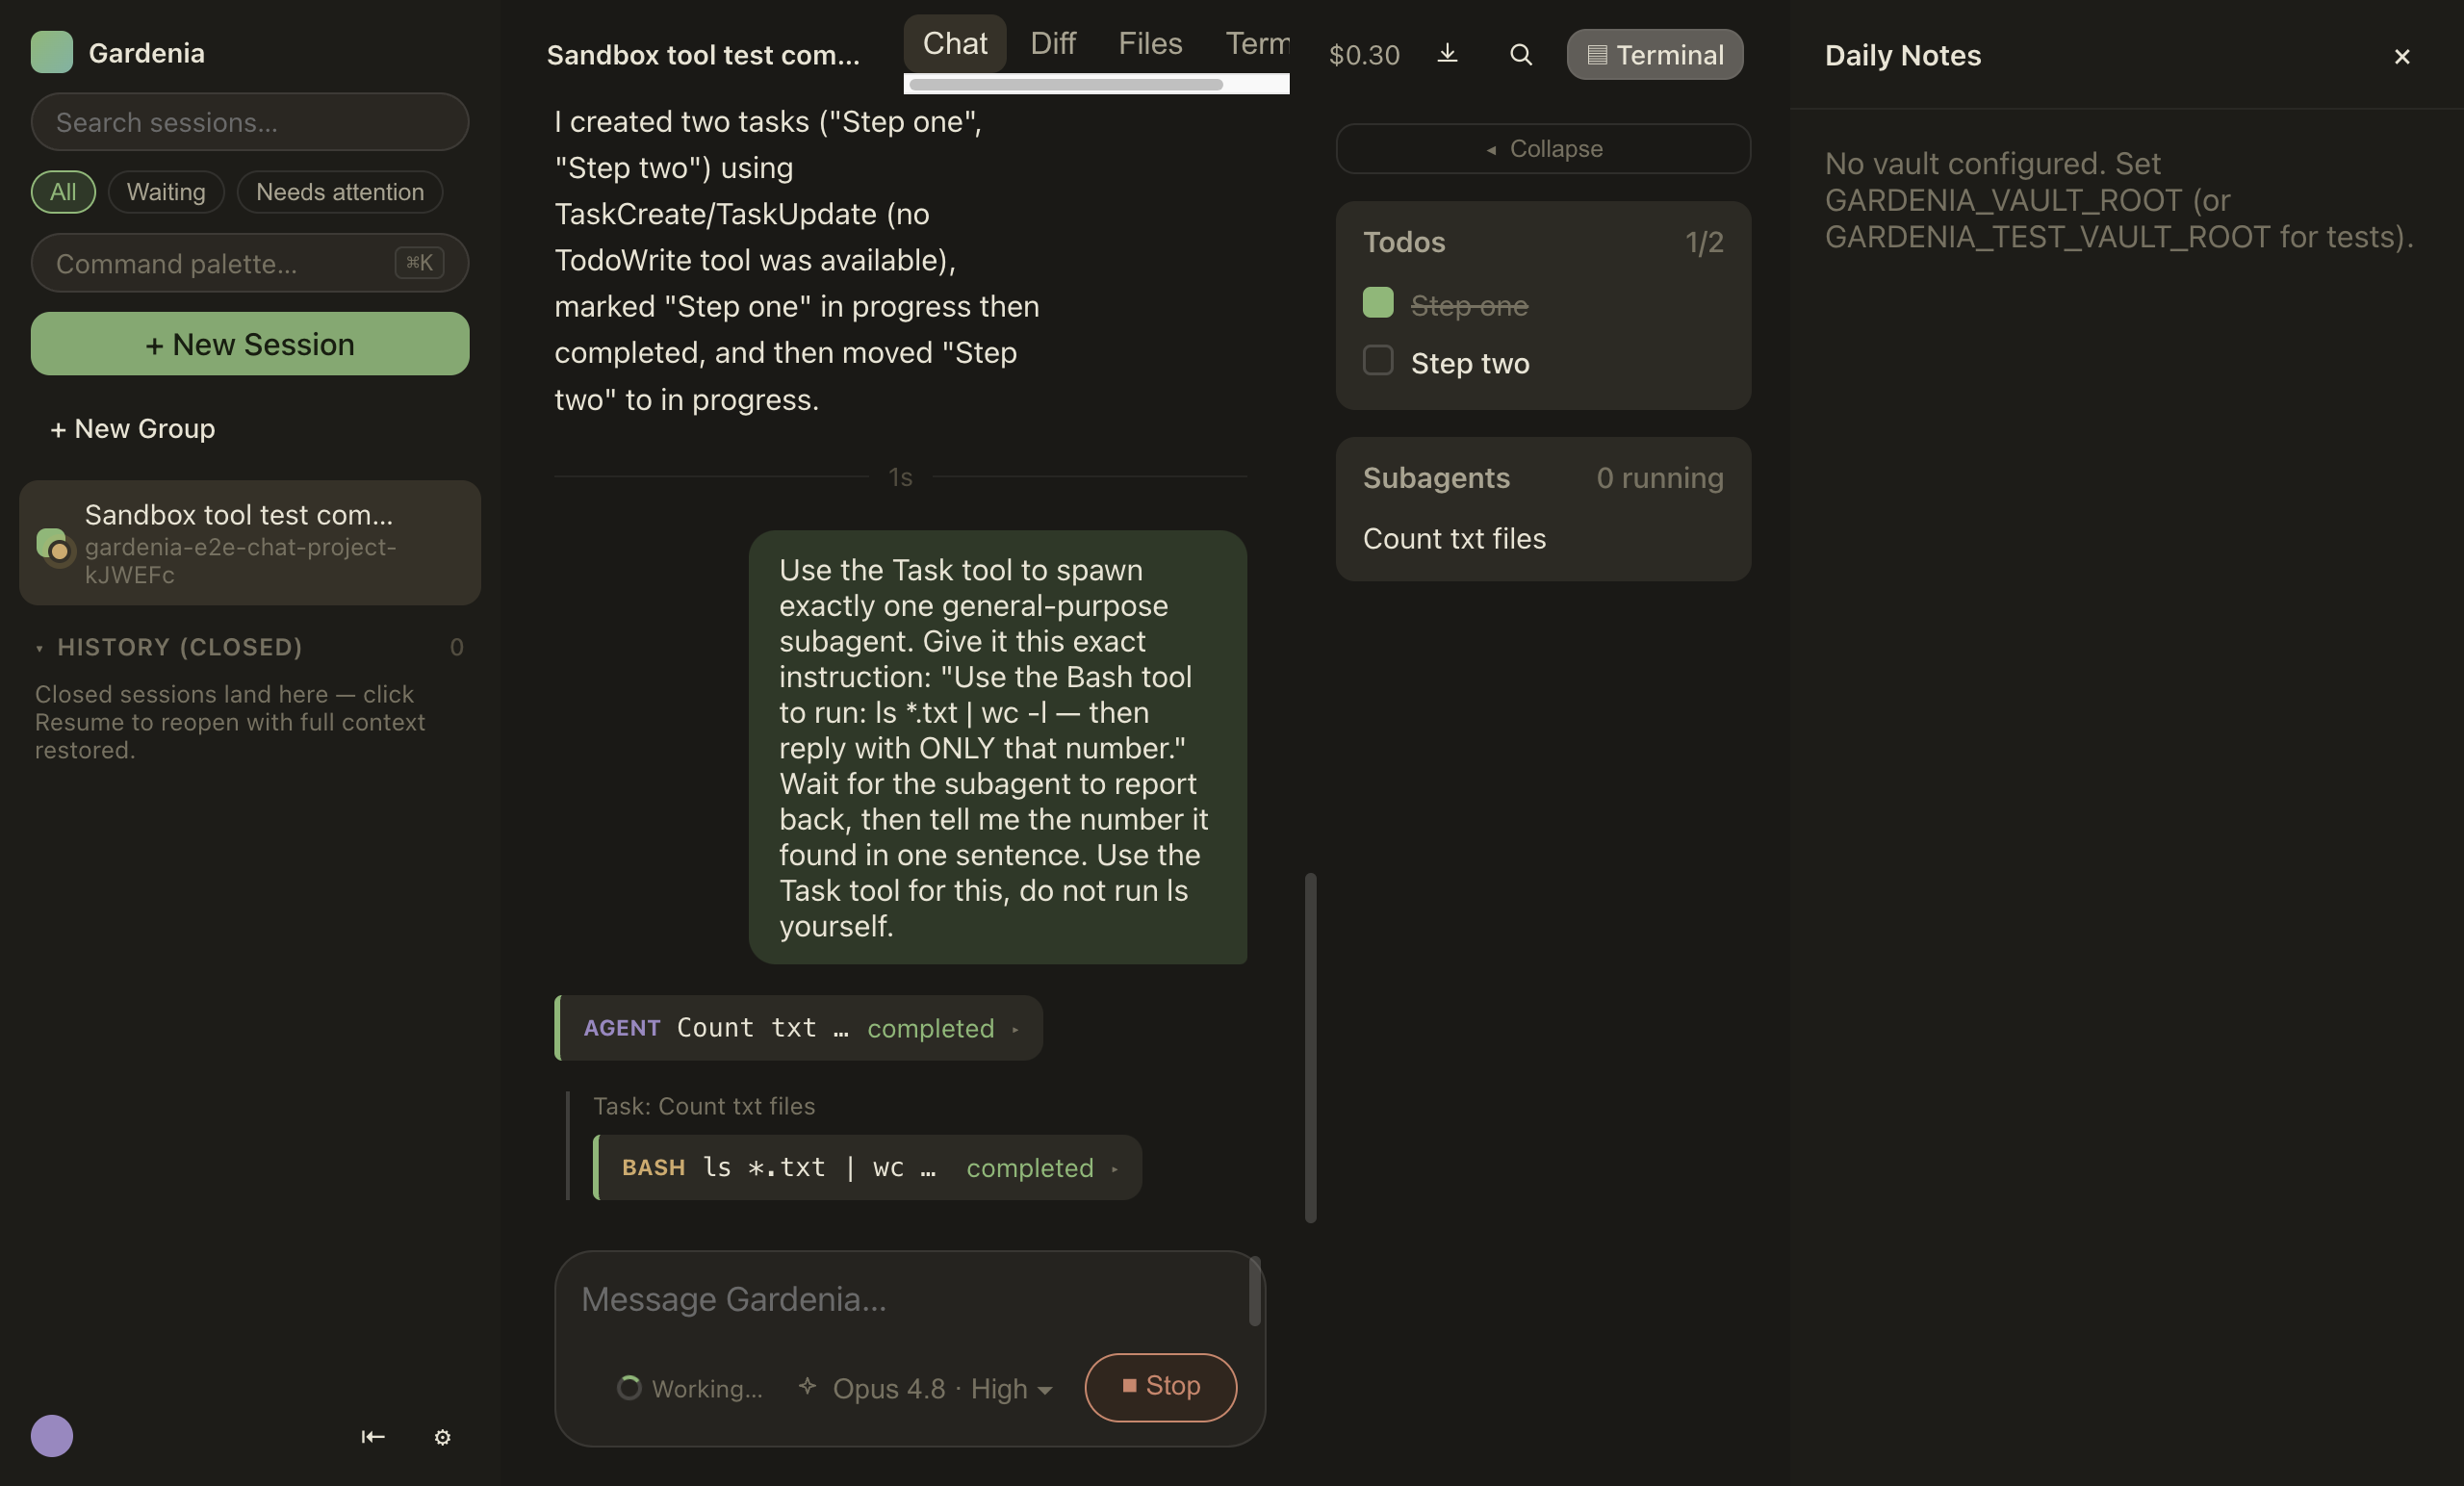 Gardenia
Search sessions...
All
Waiting
Needs attention
Command palette...
⌘K
+ New Session
+ New Group
Sandbox tool test com...
gardenia-e2e-chat-project-
kJWEFc
HISTORY (CLOSED)
0
Closed sessions land here — click
Resume to reopen with full context
restored.
Sandbox tool test com...
Chat
Diff
Files
Term
$0.30
Terminal
I created two tasks ("Step one",
"Step two") using
TaskCreate/TaskUpdate (no
TodoWrite tool was available),
marked "Step one" in progress then
completed, and then moved "Step
two" to in progress.
1s
Use the Task tool to spawn
exactly one general-purpose
subagent. Give it this exact
instruction: "Use the Bash tool
to run: ls *.txt | wc -l — then
reply with ONLY that number."
Wait for the subagent to report
back, then tell me the number it
found in one sentence. Use the
Task tool for this, do not run ls
yourself.
AGENT Count txt … completed
Task: Count txt files
BASH ls *.txt | wc … completed
Message Gardenia...
Working...
Opus 4.8 · High
Stop
Collapse
Todos
1/2
Step one
Step two
Subagents
0 running
Count txt files
Daily Notes
No vault configured. Set
GARDENIA_VAULT_ROOT (or
GARDENIA_TEST_VAULT_ROOT for tests).